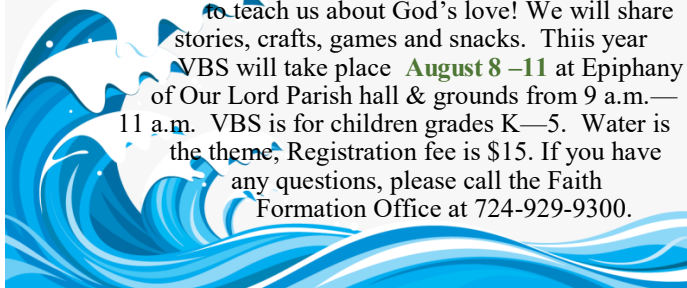 to teach us about God’s love! We will share
stories, crafts, games and snacks.  Thiis year
VBS will take place  August 8 –11 at Epiphany
of Our Lord Parish hall & grounds from 9 a.m.—
11 a.m.  VBS is for children grades K—5.  Water is
the theme, Registration fee is $15. If you have
any questions, please call the Faith
Formation Office at 724-929-9300.